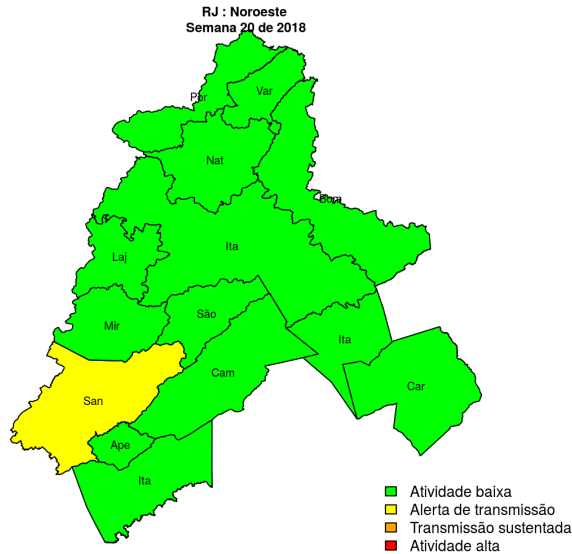 RJ : Noroeste
Semana 20 de 2018
Var
Por
Nat
Bom
Ita
Laj
São
Mir
Ita
Cam
Car
San
Ape
Ita
Atividade baixa
Alerta de transmissão
Transmissão sustentada
Atividade alta